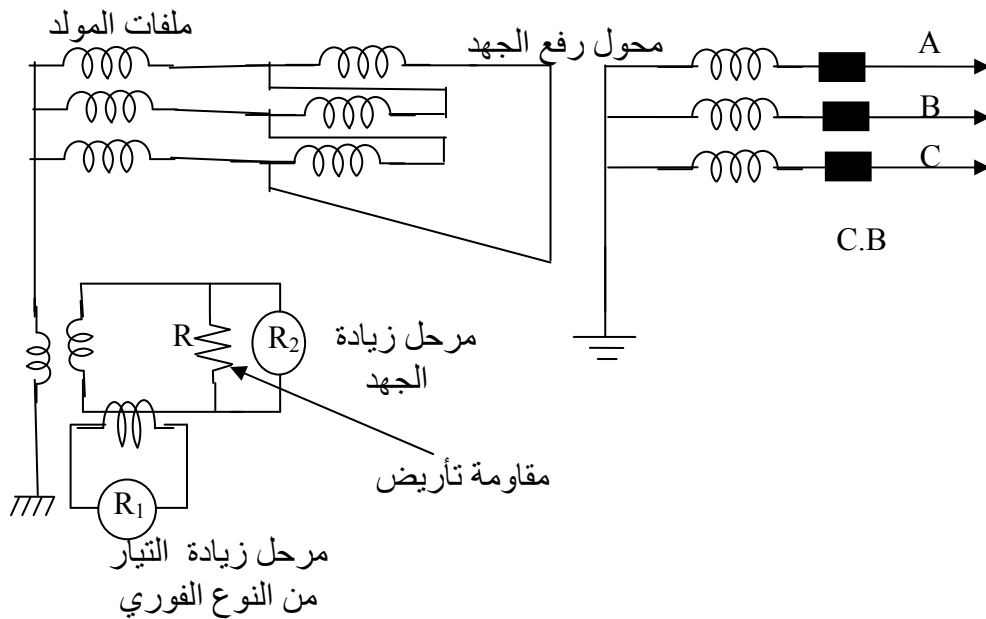 ملفات المولد
محول رفع الجهد
A
B
C
C.B
R
R₂
مرحل زيادة
الجهد
مقاومة تأريض
R₁
مرحل زيادة التيار
من النوع الفوري